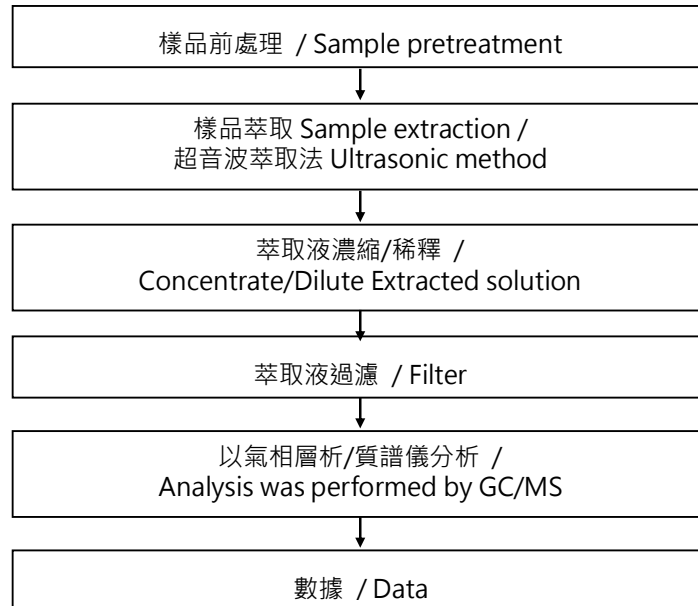 樣品前處理 / Sample pretreatment
樣品萃取 Sample extraction /
超音波萃取法 Ultrasonic method
萃取液濃縮/稀釋 /
Concentrate/Dilute Extracted solution
萃取液過濾 / Filter
以氣相層析/質譜儀分析 /
Analysis was performed by GC/MS
數據 / Data